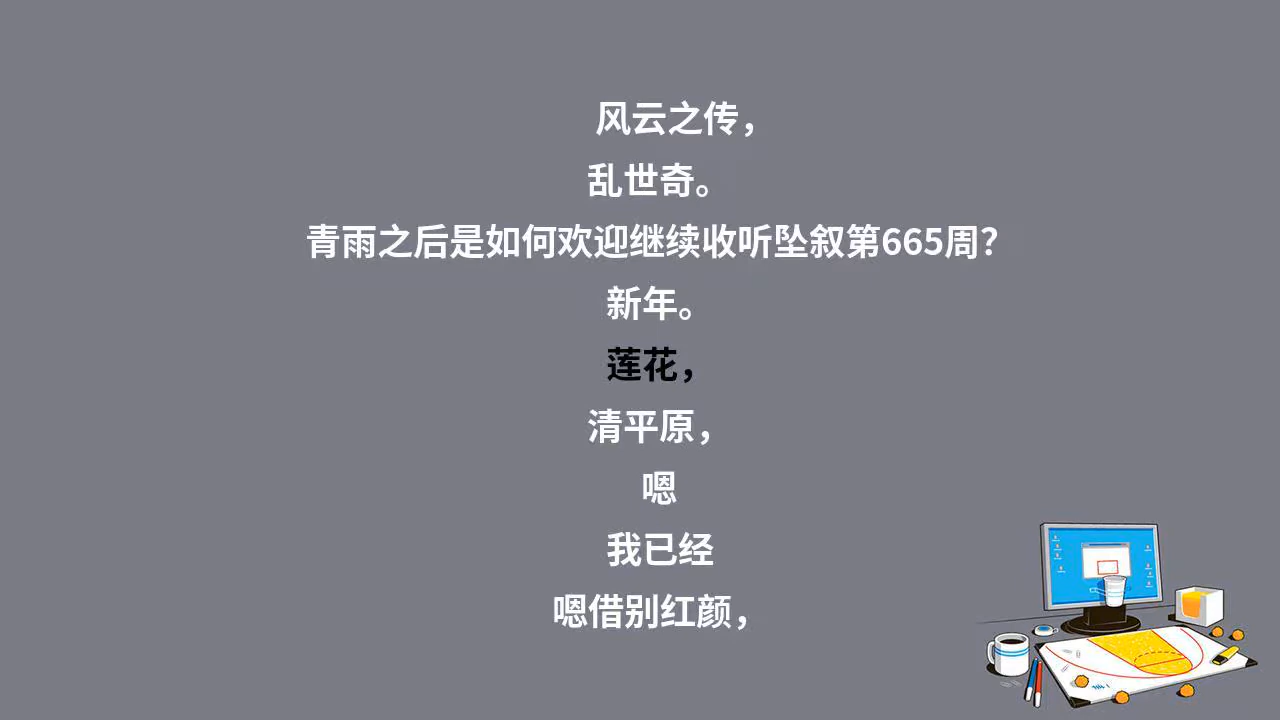 风云之传，
乱世奇。
青雨之后是如何欢迎继续收听坠叙第665周？
新年。
莲花，
清平原，
嗯
我已经
嗯借别红颜，